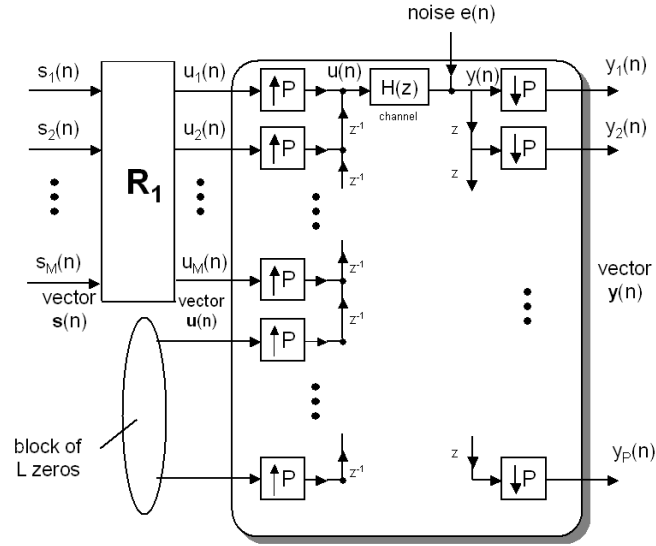 noise e(n)
s₁(n) u₁(n) ↑P u(n) H(z) y(n) ↓P y₁(n)
channel
s₂(n) u₂(n) ↑P z⁻¹ z ↓P y₂(n)
z⁻¹ z
R₁
s_M(n) u_M(n) ↑P z⁻¹
vector s(n)
vector u(n)
vector y(n)
↑P z⁻¹
block of
L zeros
↑P z⁻¹ z ↓P y_P(n)